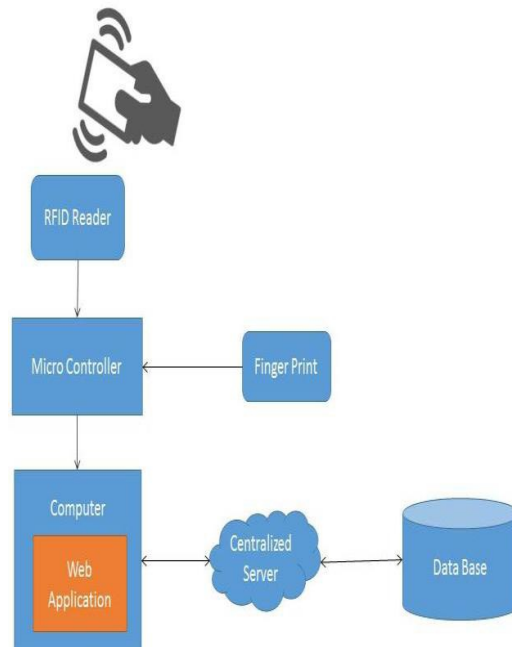 RFID Reader
Micro Controller
Finger Print
Computer
Web
Application
Centralized
Server
Data Base